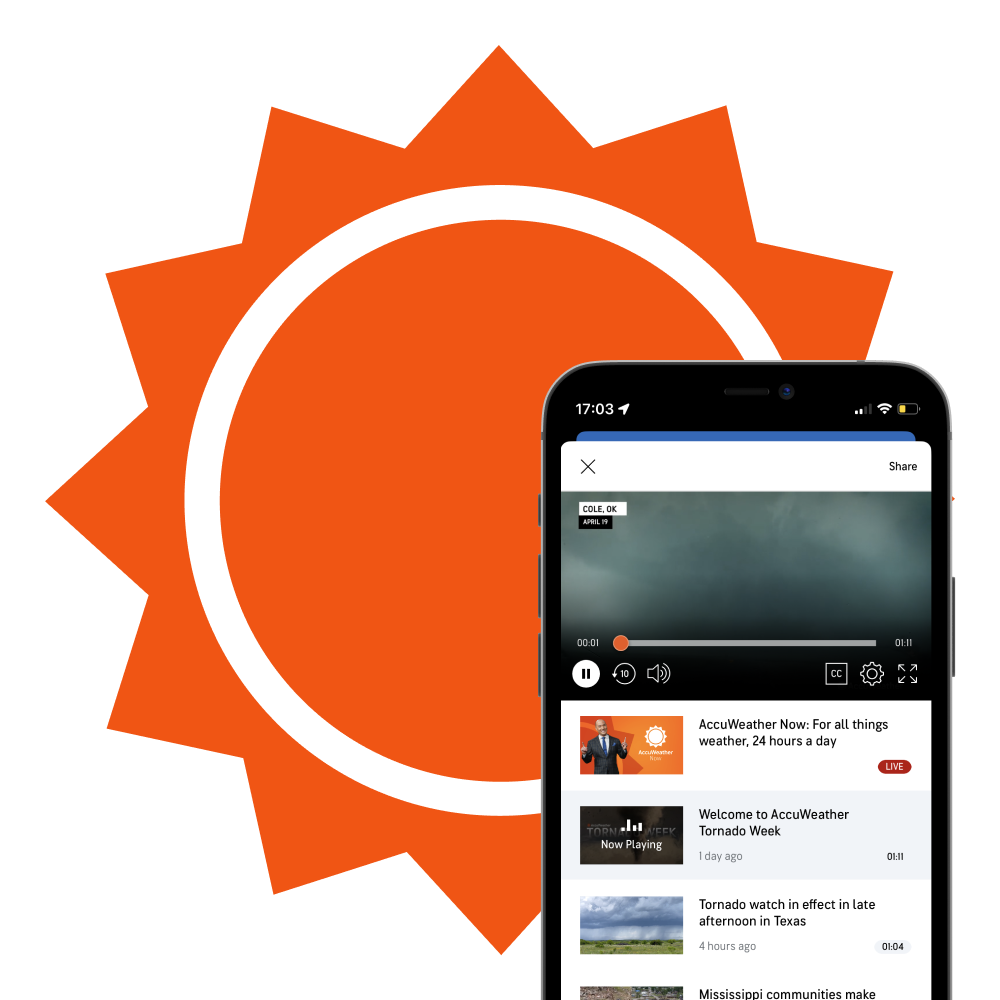 17:03
Share
COLE, OK
APRIL 19
00:01
01:11
10
CC
AccuWeather Now: For all things
weather, 24 hours a day
AccuWeather
Now
LIVE
Welcome to AccuWeather
Tornado Week
TORNADO WEEK
Now Playing
1 day ago
01:11
Tornado watch in effect in late
afternoon in Texas
4 hours ago
01:04
Mississippi communities make